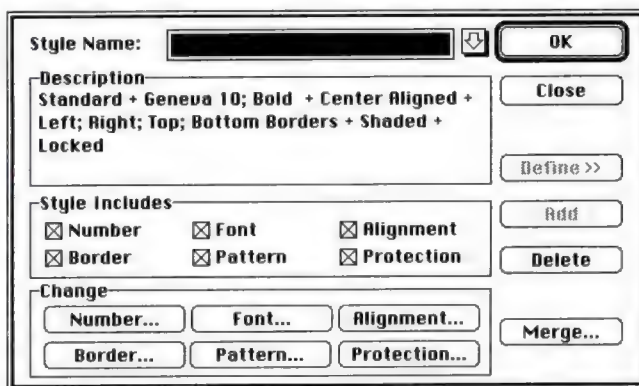 Style Name:
OK
Description
Standard + Geneva 10; Bold + Center Aligned +
Left; Right; Top; Bottom Borders + Shaded +
Locked
Close
Define >>
Style Includes
Number Font Alignment
Border Pattern Protection
Add
Delete
Change
Number... Font... Alignment...
Border... Pattern... Protection...
Merge...